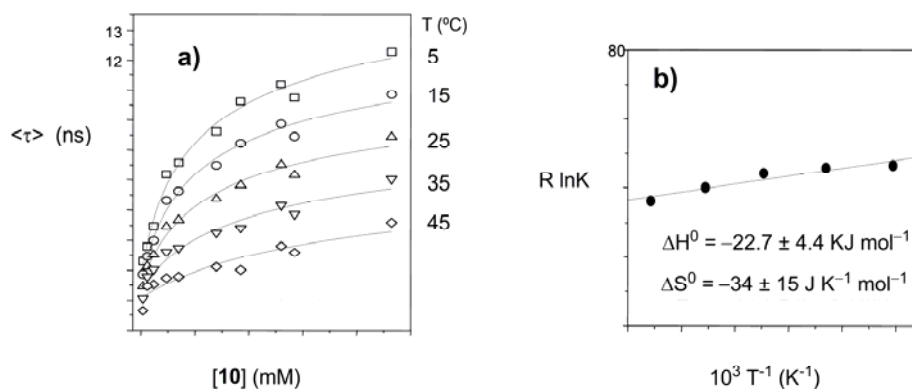 13
12
a)
T (ºC)
5
15
25
35
45
<τ> (ns)
[10] (mM)
80
b)
R lnK
ΔH⁰ = −22.7 ± 4.4 KJ mol⁻¹
ΔS⁰ = −34 ± 15 J K⁻¹ mol⁻¹
10³ T⁻¹ (K⁻¹)